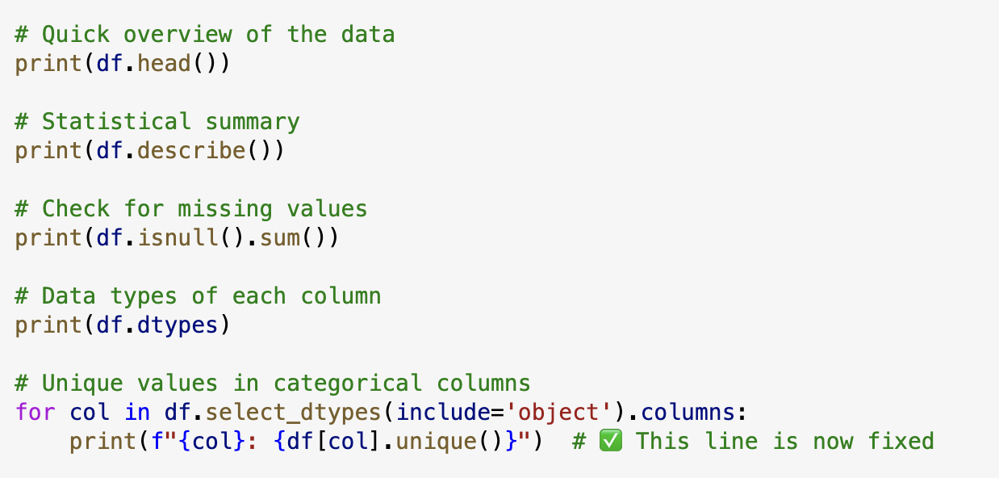 # Quick overview of the data
print(df.head())

# Statistical summary
print(df.describe())

# Check for missing values
print(df.isnull().sum())

# Data types of each column
print(df.dtypes)

# Unique values in categorical columns
for col in df.select_dtypes(include='object').columns:
    print(f"{col}: {df[col].unique()}")  # ✅ This line is now fixed